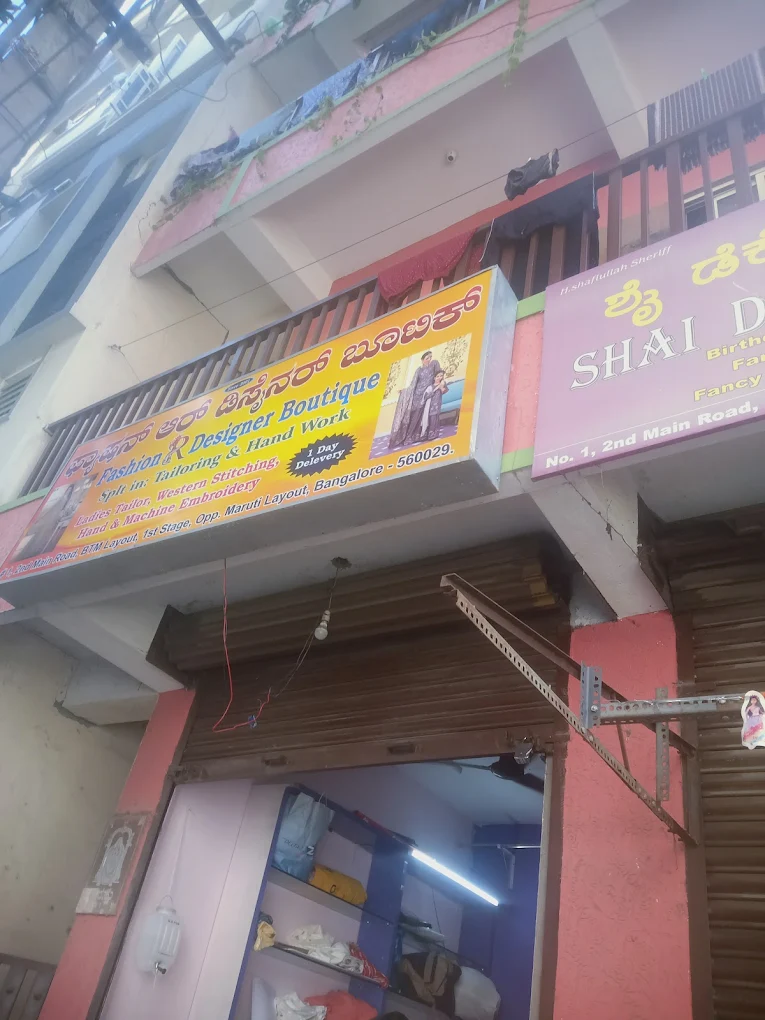 ಫ್ಯಾಷನ್ ಆರ್ ಡಿಸೈನರ್ ಬೂಟಿಕ್
Fashion R Designer Boutique
Splt in: Tailoring & Hand Work
Ladies Tailor, Western Stitching,
Hand & Machine Embroidery
1 Day
Delevery
2nd Main Road, BTM Layout, 1st Stage, Opp. Maruti Layout, Bangalore - 560029.
H.shafiullah Sheriff
ಶೈ
SHAI D
Birth
Fancy
No. 1, 2nd Main Road,